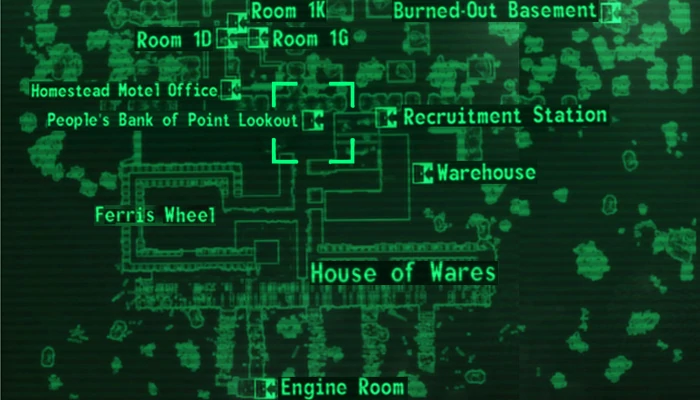 Room 1K
Burned-Out Basement
Room 1D
Room 1G
Homestead Motel Office
People's Bank of Point Lookout
Recruitment Station
Warehouse
Ferris Wheel
House of Wares
Engine Room